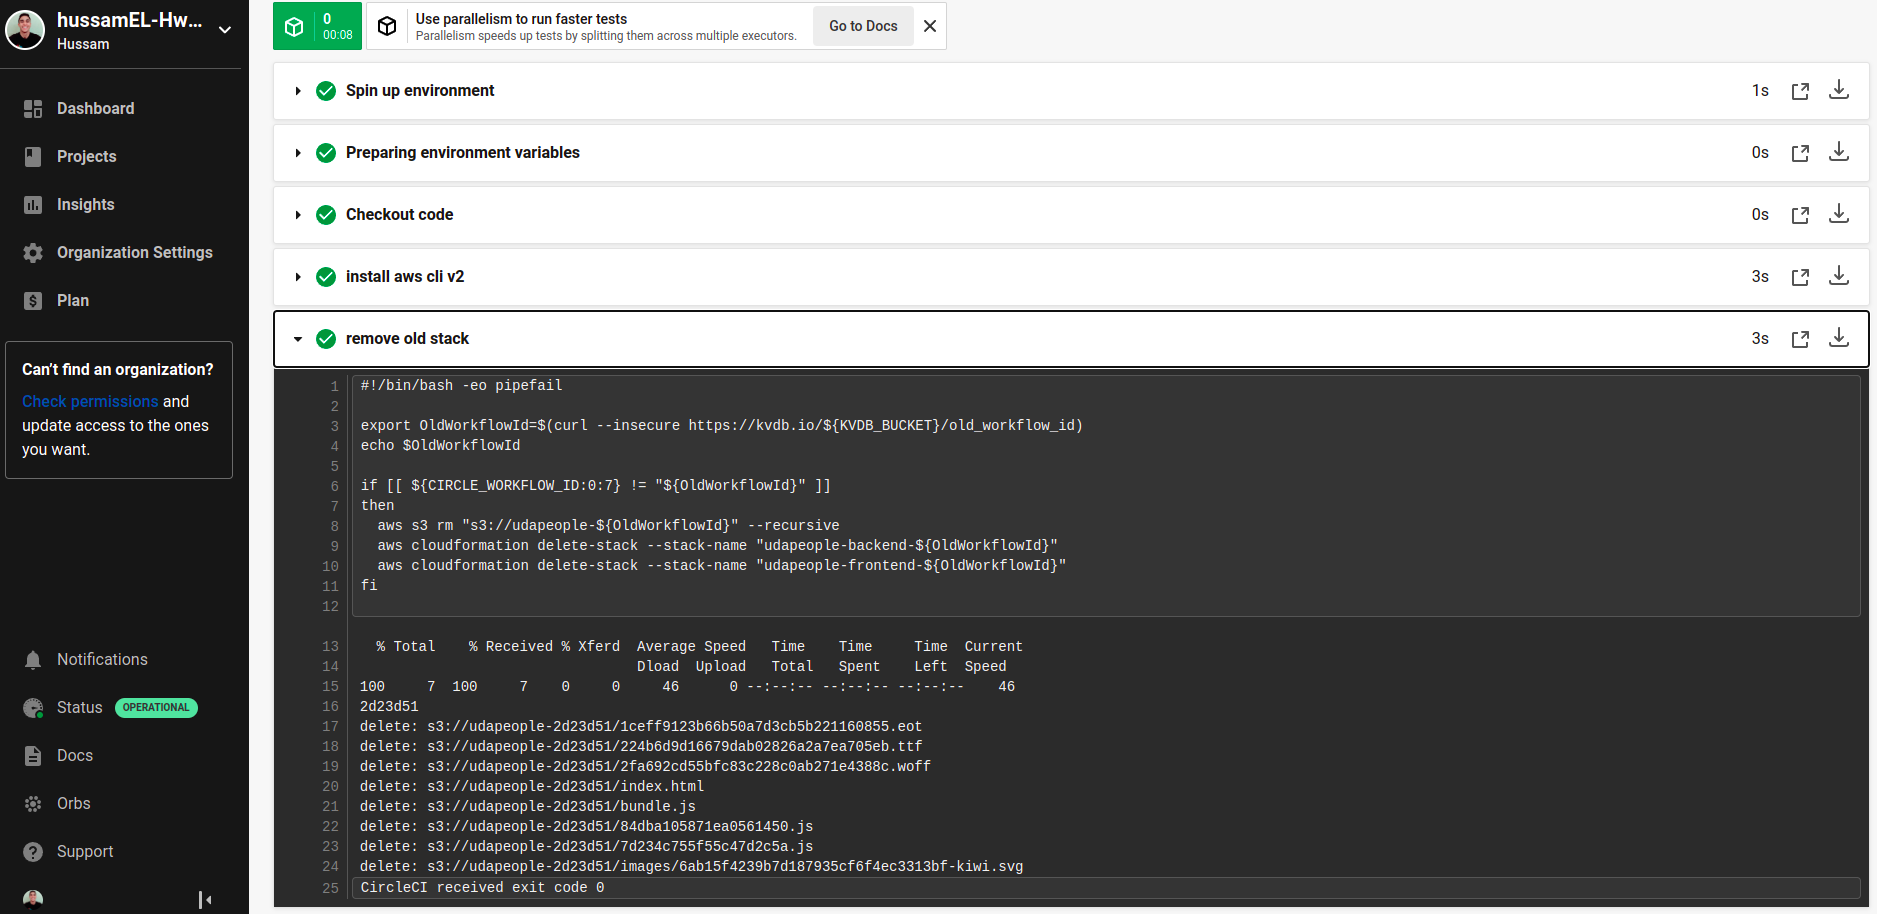 hussamEL-Hw...
Hussam
Dashboard
Projects
Insights
Organization Settings
Plan
Can't find an organization?
Check permissions and
update access to the ones
you want.
Notifications
Status OPERATIONAL
Docs
Orbs
Support
0
00:08
Use parallelism to run faster tests
Parallelism speeds up tests by splitting them across multiple executors.
Go to Docs
Spin up environment 1s
Preparing environment variables 0s
Checkout code 0s
install aws cli v2 3s
remove old stack 3s
1 #!/bin/bash -eo pipefail
2
3 export OldWorkflowId=$(curl --insecure https://kvdb.io/${KVDB_BUCKET}/old_workflow_id)
4 echo $OldWorkflowId
5
6 if [[ ${CIRCLE_WORKFLOW_ID:0:7} != "${OldWorkflowId}" ]]
7 then
8   aws s3 rm "s3://udapeople-${OldWorkflowId}" --recursive
9   aws cloudformation delete-stack --stack-name "udapeople-backend-${OldWorkflowId}"
10   aws cloudformation delete-stack --stack-name "udapeople-frontend-${OldWorkflowId}"
11 fi
12
13   % Total    % Received % Xferd  Average Speed   Time    Time     Time  Current
14                                  Dload  Upload   Total   Spent    Left  Speed
15 100     7  100     7    0     0     46      0 --:--:-- --:--:-- --:--:--    46
16 2d23d51
17 delete: s3://udapeople-2d23d51/1ceff9123b66b50a7d3cb5b221160855.eot
18 delete: s3://udapeople-2d23d51/224b6d9d16679dab02826a2a7ea705eb.ttf
19 delete: s3://udapeople-2d23d51/2fa692cd55bfc83c228c0ab271e4388c.woff
20 delete: s3://udapeople-2d23d51/index.html
21 delete: s3://udapeople-2d23d51/bundle.js
22 delete: s3://udapeople-2d23d51/84dba105871ea0561450.js
23 delete: s3://udapeople-2d23d51/7d234c755f55c47d2c5a.js
24 delete: s3://udapeople-2d23d51/images/6ab15f4239b7d187935cf6f4ec3313bf-kiwi.svg
25 CircleCI received exit code 0